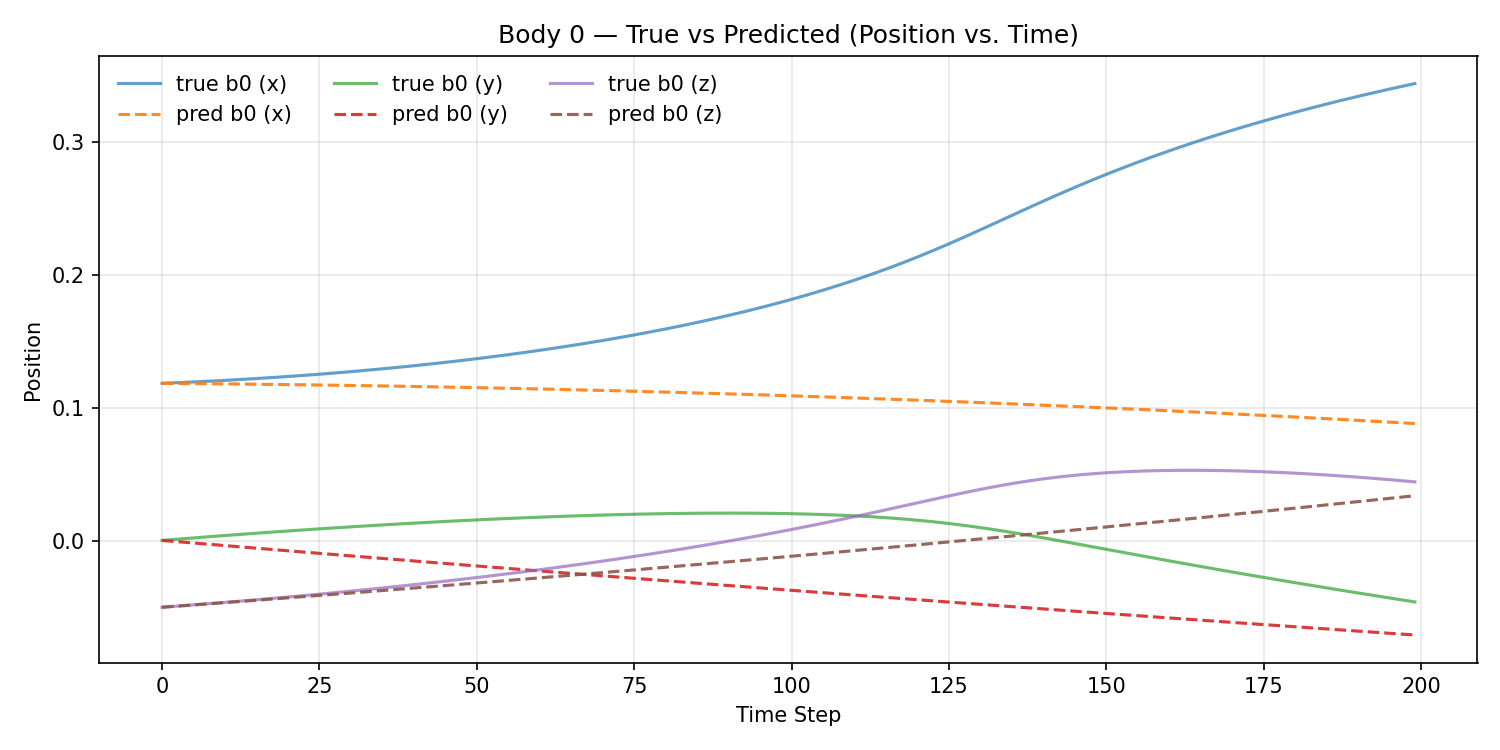 Body 0 — True vs Predicted (Position vs. Time)
true b0 (x) true b0 (y) true b0 (z)
pred b0 (x) pred b0 (y) pred b0 (z)
0.3
0.2
0.1
0.0
Position
0 25 50 75 100 125 150 175 200
Time Step